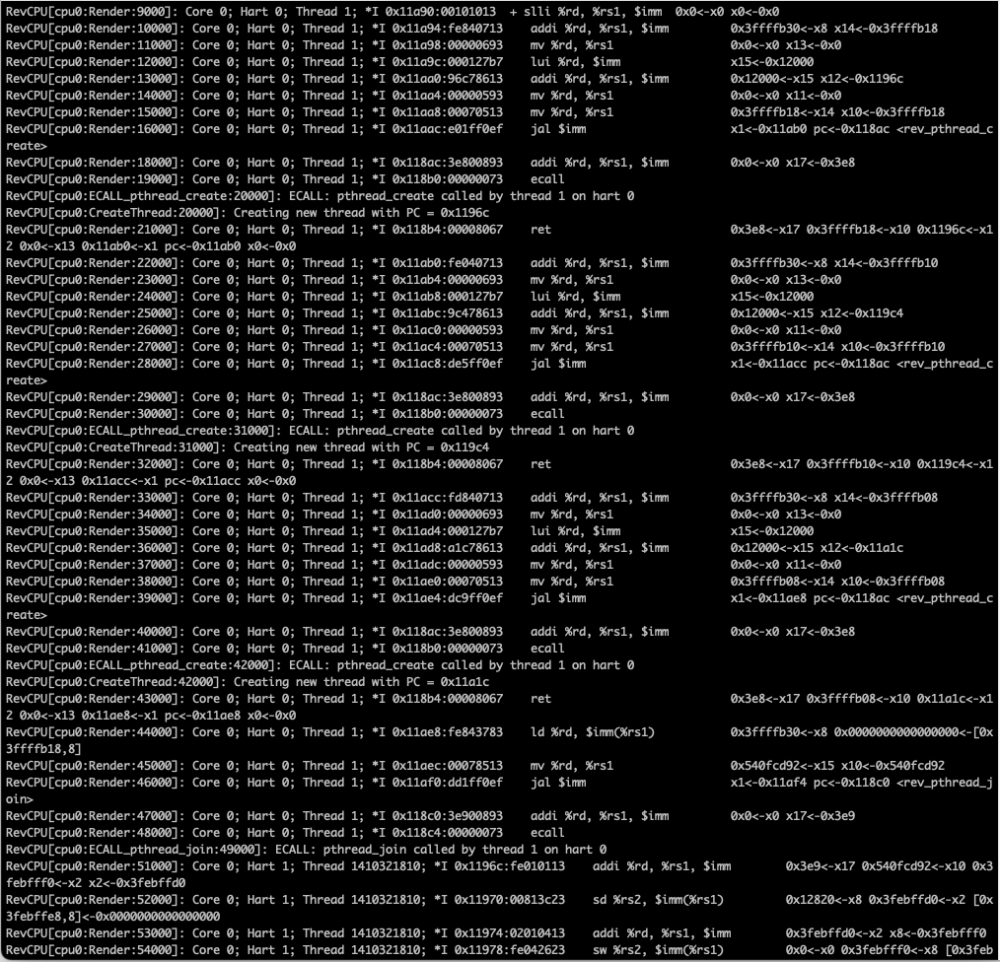 RevCPU[cpu0:Render:9000]: Core 0; Hart 0; Thread 1; *I 0x11a90:00101013  + slli %rd, %rs1, $imm  0x0<-x0 x0<-0x0
RevCPU[cpu0:Render:10000]: Core 0; Hart 0; Thread 1; *I 0x11a94:fe840713    addi %rd, %rs1, $imm        0x3ffffb30<-x8 x14<-0x3ffffb18
RevCPU[cpu0:Render:11000]: Core 0; Hart 0; Thread 1; *I 0x11a98:00000693    mv %rd, %rs1                0x0<-x0 x13<-0x0
RevCPU[cpu0:Render:12000]: Core 0; Hart 0; Thread 1; *I 0x11a9c:000127b7    lui %rd, $imm               x15<-0x12000
RevCPU[cpu0:Render:13000]: Core 0; Hart 0; Thread 1; *I 0x11aa0:96c78613    addi %rd, %rs1, $imm        0x12000<-x15 x12<-0x1196c
RevCPU[cpu0:Render:14000]: Core 0; Hart 0; Thread 1; *I 0x11aa4:00000593    mv %rd, %rs1                0x0<-x0 x11<-0x0
RevCPU[cpu0:Render:15000]: Core 0; Hart 0; Thread 1; *I 0x11aa8:00070513    mv %rd, %rs1                0x3ffffb18<-x14 x10<-0x3ffffb18
RevCPU[cpu0:Render:16000]: Core 0; Hart 0; Thread 1; *I 0x11aac:e01ff0ef    jal $imm                    x1<-0x11ab0 pc<-0x118ac <rev_pthread_c
reate>
RevCPU[cpu0:Render:18000]: Core 0; Hart 0; Thread 1; *I 0x118ac:3e800893    addi %rd, %rs1, $imm        0x0<-x0 x17<-0x3e8
RevCPU[cpu0:Render:19000]: Core 0; Hart 0; Thread 1; *I 0x118b0:00000073    ecall
RevCPU[cpu0:ECALL_pthread_create:20000]: ECALL: pthread_create called by thread 1 on hart 0
RevCPU[cpu0:CreateThread:20000]: Creating new thread with PC = 0x1196c
RevCPU[cpu0:Render:21000]: Core 0; Hart 0; Thread 1; *I 0x118b4:00008067    ret                         0x3e8<-x17 0x3ffffb18<-x10 0x1196c<-x1
2 0x0<-x13 0x11ab0<-x1 pc<-0x11ab0 x0<-0x0
RevCPU[cpu0:Render:22000]: Core 0; Hart 0; Thread 1; *I 0x11ab0:fe040713    addi %rd, %rs1, $imm        0x3ffffb30<-x8 x14<-0x3ffffb10
RevCPU[cpu0:Render:23000]: Core 0; Hart 0; Thread 1; *I 0x11ab4:00000693    mv %rd, %rs1                0x0<-x0 x13<-0x0
RevCPU[cpu0:Render:24000]: Core 0; Hart 0; Thread 1; *I 0x11ab8:000127b7    lui %rd, $imm               x15<-0x12000
RevCPU[cpu0:Render:25000]: Core 0; Hart 0; Thread 1; *I 0x11abc:9c478613    addi %rd, %rs1, $imm        0x12000<-x15 x12<-0x119c4
RevCPU[cpu0:Render:26000]: Core 0; Hart 0; Thread 1; *I 0x11ac0:00000593    mv %rd, %rs1                0x0<-x0 x11<-0x0
RevCPU[cpu0:Render:27000]: Core 0; Hart 0; Thread 1; *I 0x11ac4:00070513    mv %rd, %rs1                0x3ffffb10<-x14 x10<-0x3ffffb10
RevCPU[cpu0:Render:28000]: Core 0; Hart 0; Thread 1; *I 0x11ac8:de5ff0ef    jal $imm                    x1<-0x11acc pc<-0x118ac <rev_pthread_c
reate>
RevCPU[cpu0:Render:29000]: Core 0; Hart 0; Thread 1; *I 0x118ac:3e800893    addi %rd, %rs1, $imm        0x0<-x0 x17<-0x3e8
RevCPU[cpu0:Render:30000]: Core 0; Hart 0; Thread 1; *I 0x118b0:00000073    ecall
RevCPU[cpu0:ECALL_pthread_create:31000]: ECALL: pthread_create called by thread 1 on hart 0
RevCPU[cpu0:CreateThread:31000]: Creating new thread with PC = 0x119c4
RevCPU[cpu0:Render:32000]: Core 0; Hart 0; Thread 1; *I 0x118b4:00008067    ret                         0x3e8<-x17 0x3ffffb10<-x10 0x119c4<-x1
2 0x0<-x13 0x11acc<-x1 pc<-0x11acc x0<-0x0
RevCPU[cpu0:Render:33000]: Core 0; Hart 0; Thread 1; *I 0x11acc:fd840713    addi %rd, %rs1, $imm        0x3ffffb30<-x8 x14<-0x3ffffb08
RevCPU[cpu0:Render:34000]: Core 0; Hart 0; Thread 1; *I 0x11ad0:00000693    mv %rd, %rs1                0x0<-x0 x13<-0x0
RevCPU[cpu0:Render:35000]: Core 0; Hart 0; Thread 1; *I 0x11ad4:000127b7    lui %rd, $imm               x15<-0x12000
RevCPU[cpu0:Render:36000]: Core 0; Hart 0; Thread 1; *I 0x11ad8:a1c78613    addi %rd, %rs1, $imm        0x12000<-x15 x12<-0x11a1c
RevCPU[cpu0:Render:37000]: Core 0; Hart 0; Thread 1; *I 0x11adc:00000593    mv %rd, %rs1                0x0<-x0 x11<-0x0
RevCPU[cpu0:Render:38000]: Core 0; Hart 0; Thread 1; *I 0x11ae0:00070513    mv %rd, %rs1                0x3ffffb08<-x14 x10<-0x3ffffb08
RevCPU[cpu0:Render:39000]: Core 0; Hart 0; Thread 1; *I 0x11ae4:dc9ff0ef    jal $imm                    x1<-0x11ae8 pc<-0x118ac <rev_pthread_c
reate>
RevCPU[cpu0:Render:40000]: Core 0; Hart 0; Thread 1; *I 0x118ac:3e800893    addi %rd, %rs1, $imm        0x0<-x0 x17<-0x3e8
RevCPU[cpu0:Render:41000]: Core 0; Hart 0; Thread 1; *I 0x118b0:00000073    ecall
RevCPU[cpu0:ECALL_pthread_create:42000]: ECALL: pthread_create called by thread 1 on hart 0
RevCPU[cpu0:CreateThread:42000]: Creating new thread with PC = 0x11a1c
RevCPU[cpu0:Render:43000]: Core 0; Hart 0; Thread 1; *I 0x118b4:00008067    ret                         0x3e8<-x17 0x3ffffb08<-x10 0x11a1c<-x1
2 0x0<-x13 0x11ae8<-x1 pc<-0x11ae8 x0<-0x0
RevCPU[cpu0:Render:44000]: Core 0; Hart 0; Thread 1; *I 0x11ae8:fe843783    ld %rd, $imm(%rs1)          0x3ffffb30<-x8 0x0000000000000000<-[0x
3ffffb18,8]
RevCPU[cpu0:Render:45000]: Core 0; Hart 0; Thread 1; *I 0x11aec:00078513    mv %rd, %rs1                0x540fcd92<-x15 x10<-0x540fcd92
RevCPU[cpu0:Render:46000]: Core 0; Hart 0; Thread 1; *I 0x11af0:dd1ff0ef    jal $imm                    x1<-0x11af4 pc<-0x118c0 <rev_pthread_j
oin>
RevCPU[cpu0:Render:47000]: Core 0; Hart 0; Thread 1; *I 0x118c0:3e900893    addi %rd, %rs1, $imm        0x0<-x0 x17<-0x3e9
RevCPU[cpu0:Render:48000]: Core 0; Hart 0; Thread 1; *I 0x118c4:00000073    ecall
RevCPU[cpu0:ECALL_pthread_join:49000]: ECALL: pthread_join called by thread 1 on hart 0
RevCPU[cpu0:Render:51000]: Core 0; Hart 1; Thread 1410321810; *I 0x1196c:fe010113    addi %rd, %rs1, $imm        0x3e9<-x17 0x540fcd92<-x10 0x3
febfff0<-x2 x2<-0x3febffd0
RevCPU[cpu0:Render:52000]: Core 0; Hart 1; Thread 1410321810; *I 0x11970:00813c23    sd %rs2, $imm(%rs1)         0x12820<-x8 0x3febffd0<-x2 [0x
3febffe8,8]<-0x0000000000000000
RevCPU[cpu0:Render:53000]: Core 0; Hart 1; Thread 1410321810; *I 0x11974:02010413    addi %rd, %rs1, $imm        0x3febffd0<-x2 x8<-0x3febfff0
RevCPU[cpu0:Render:54000]: Core 0; Hart 1; Thread 1410321810; *I 0x11978:fe042623    sw %rs2, $imm(%rs1)         0x0<-x0 0x3febfff0<-x8 [0x3feb